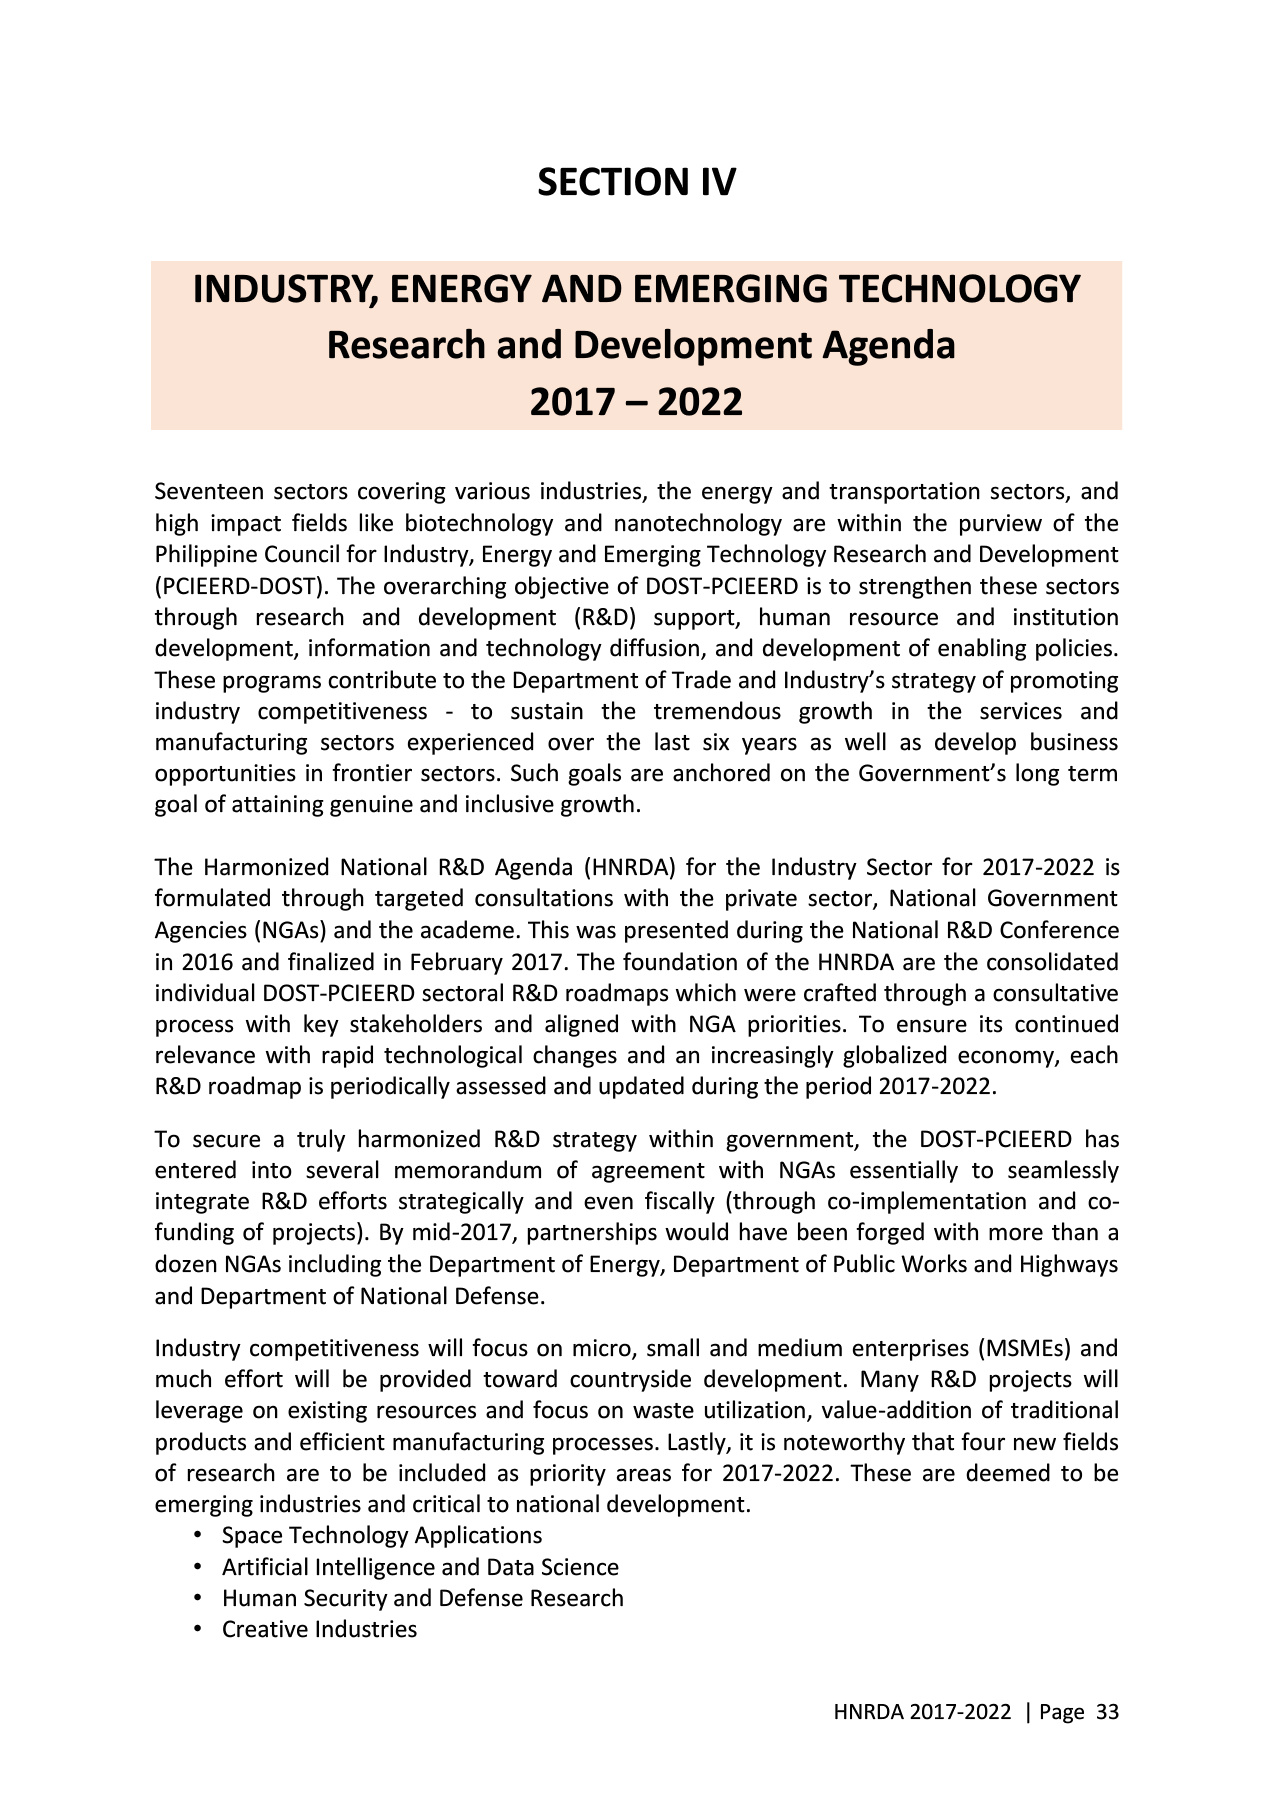 SECTION IV
INDUSTRY, ENERGY AND EMERGING TECHNOLOGY
Research and Development Agenda
2017 – 2022
Seventeen sectors covering various industries, the energy and transportation sectors, and
high impact fields like biotechnology and nanotechnology are within the purview of the
Philippine Council for Industry, Energy and Emerging Technology Research and Development
(PCIEERD-DOST). The overarching objective of DOST-PCIEERD is to strengthen these sectors
through research and development (R&D) support, human resource and institution
development, information and technology diffusion, and development of enabling policies.
These programs contribute to the Department of Trade and Industry’s strategy of promoting
industry competitiveness - to sustain the tremendous growth in the services and
manufacturing sectors experienced over the last six years as well as develop business
opportunities in frontier sectors. Such goals are anchored on the Government’s long term
goal of attaining genuine and inclusive growth.
The Harmonized National R&D Agenda (HNRDA) for the Industry Sector for 2017-2022 is
formulated through targeted consultations with the private sector, National Government
Agencies (NGAs) and the academe. This was presented during the National R&D Conference
in 2016 and finalized in February 2017. The foundation of the HNRDA are the consolidated
individual DOST-PCIEERD sectoral R&D roadmaps which were crafted through a consultative
process with key stakeholders and aligned with NGA priorities. To ensure its continued
relevance with rapid technological changes and an increasingly globalized economy, each
R&D roadmap is periodically assessed and updated during the period 2017-2022.
To secure a truly harmonized R&D strategy within government, the DOST-PCIEERD has
entered into several memorandum of agreement with NGAs essentially to seamlessly
integrate R&D efforts strategically and even fiscally (through co-implementation and co-
funding of projects). By mid-2017, partnerships would have been forged with more than a
dozen NGAs including the Department of Energy, Department of Public Works and Highways
and Department of National Defense.
Industry competitiveness will focus on micro, small and medium enterprises (MSMEs) and
much effort will be provided toward countryside development. Many R&D projects will
leverage on existing resources and focus on waste utilization, value-addition of traditional
products and efficient manufacturing processes. Lastly, it is noteworthy that four new fields
of research are to be included as priority areas for 2017-2022. These are deemed to be
emerging industries and critical to national development.
• Space Technology Applications
• Artificial Intelligence and Data Science
• Human Security and Defense Research
• Creative Industries
HNRDA 2017-2022 | Page 33